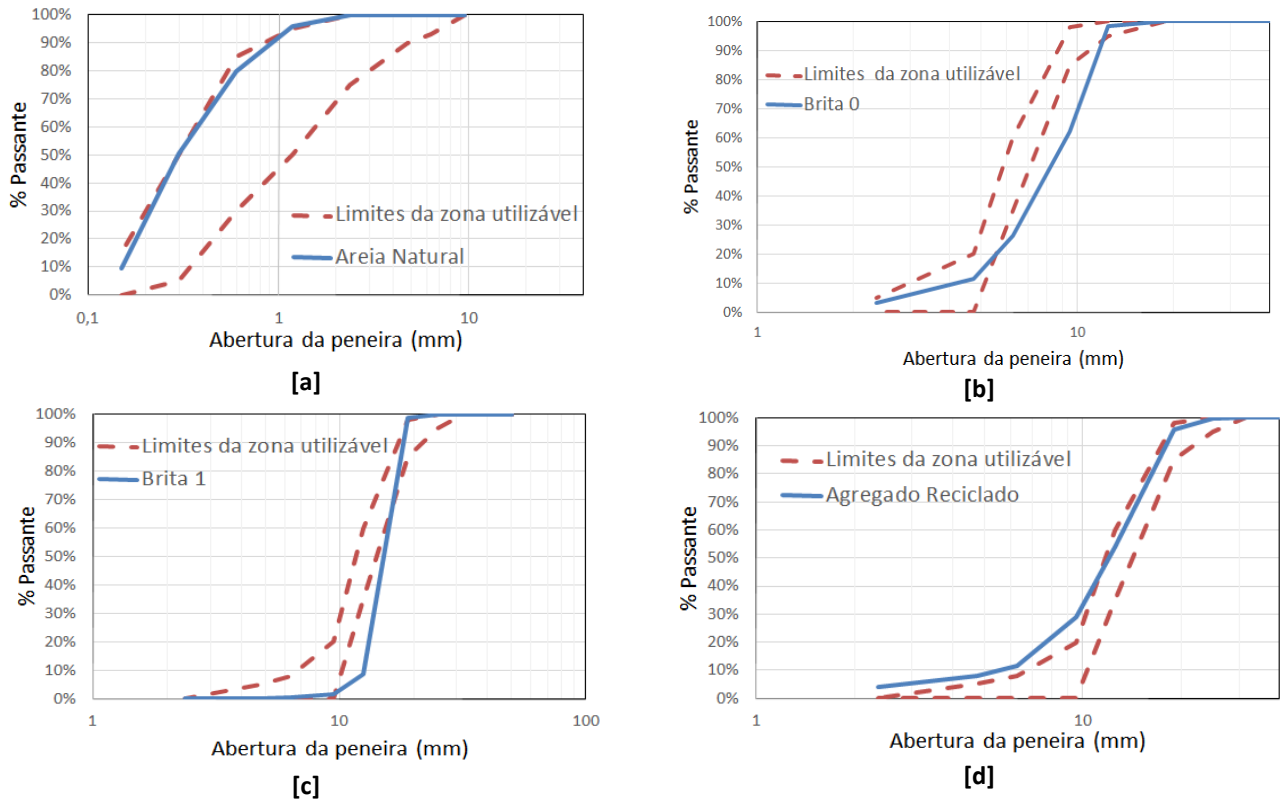 % Passante
100%
90%
80%
70%
60%
50%
40%
30%
20%
10%
0%
0,1
1
10
Limites da zona utilizável
Areia Natural
Abertura da peneira (mm)
[a]
% Passante
100%
90%
80%
70%
60%
50%
40%
30%
20%
10%
0%
1
10
Limites da zona utilizável
Brita 0
Abertura da peneira (mm)
[b]
% Passante
100%
90%
80%
70%
60%
50%
40%
30%
20%
10%
0%
1
10
100
Limites da zona utilizável
Brita 1
Abertura da peneira (mm)
[c]
% Passante
100%
90%
80%
70%
60%
50%
40%
30%
20%
10%
0%
1
10
Limites da zona utilizável
Agregado Reciclado
Abertura da peneira (mm)
[d]